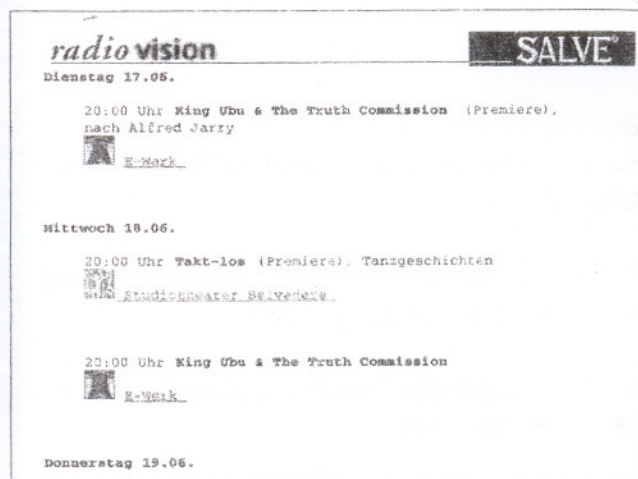 radio vision
SALVE
Dienstag 17.06.
20:00 Uhr King Ubu & The Truth Commission (Premiere),
nach Alfred Jarry
E-Werk
Mittwoch 18.06.
20:00 Uhr Takt-los (Premiere), Tanzgeschichten
Studiotheater Belvedere
20:00 Uhr King Ubu & The Truth Commission
E-Werk
Donnerstag 19.06.